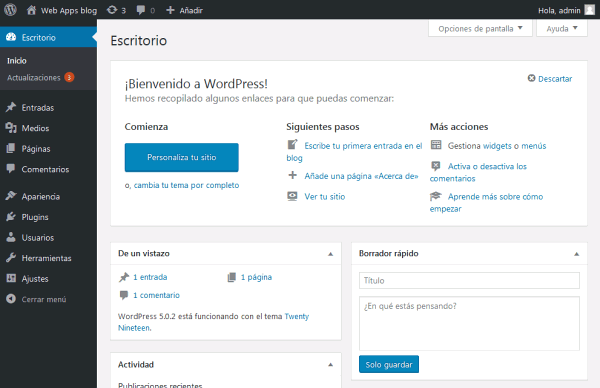 Web Apps blog 3 0 Añadir Hola, admin
Escritorio
Inicio
Actualizaciones 3
Entradas
Medios
Páginas
Comentarios
Apariencia
Plugins
Usuarios
Herramientas
Ajustes
Cerrar menú
Opciones de pantalla Ayuda
Escritorio
¡Bienvenido a WordPress!
Descartar
Hemos recopilado algunos enlaces para que puedas comenzar:
Comienza
Personaliza tu sitio
o, cambia tu tema por completo
Siguientes pasos
Escribe tu primera entrada en el
blog
Añade una página «Acerca de»
Ver tu sitio
Más acciones
Gestiona widgets o menús
Activa o desactiva los
comentarios
Aprende más sobre cómo
empezar
De un vistazo
1 entrada 1 página
1 comentario
WordPress 5.0.2 está funcionando con el tema Twenty
Nineteen.
Actividad
Publicaciones recientes
Borrador rápido
Título
¿En qué estás pensando?
Solo guardar